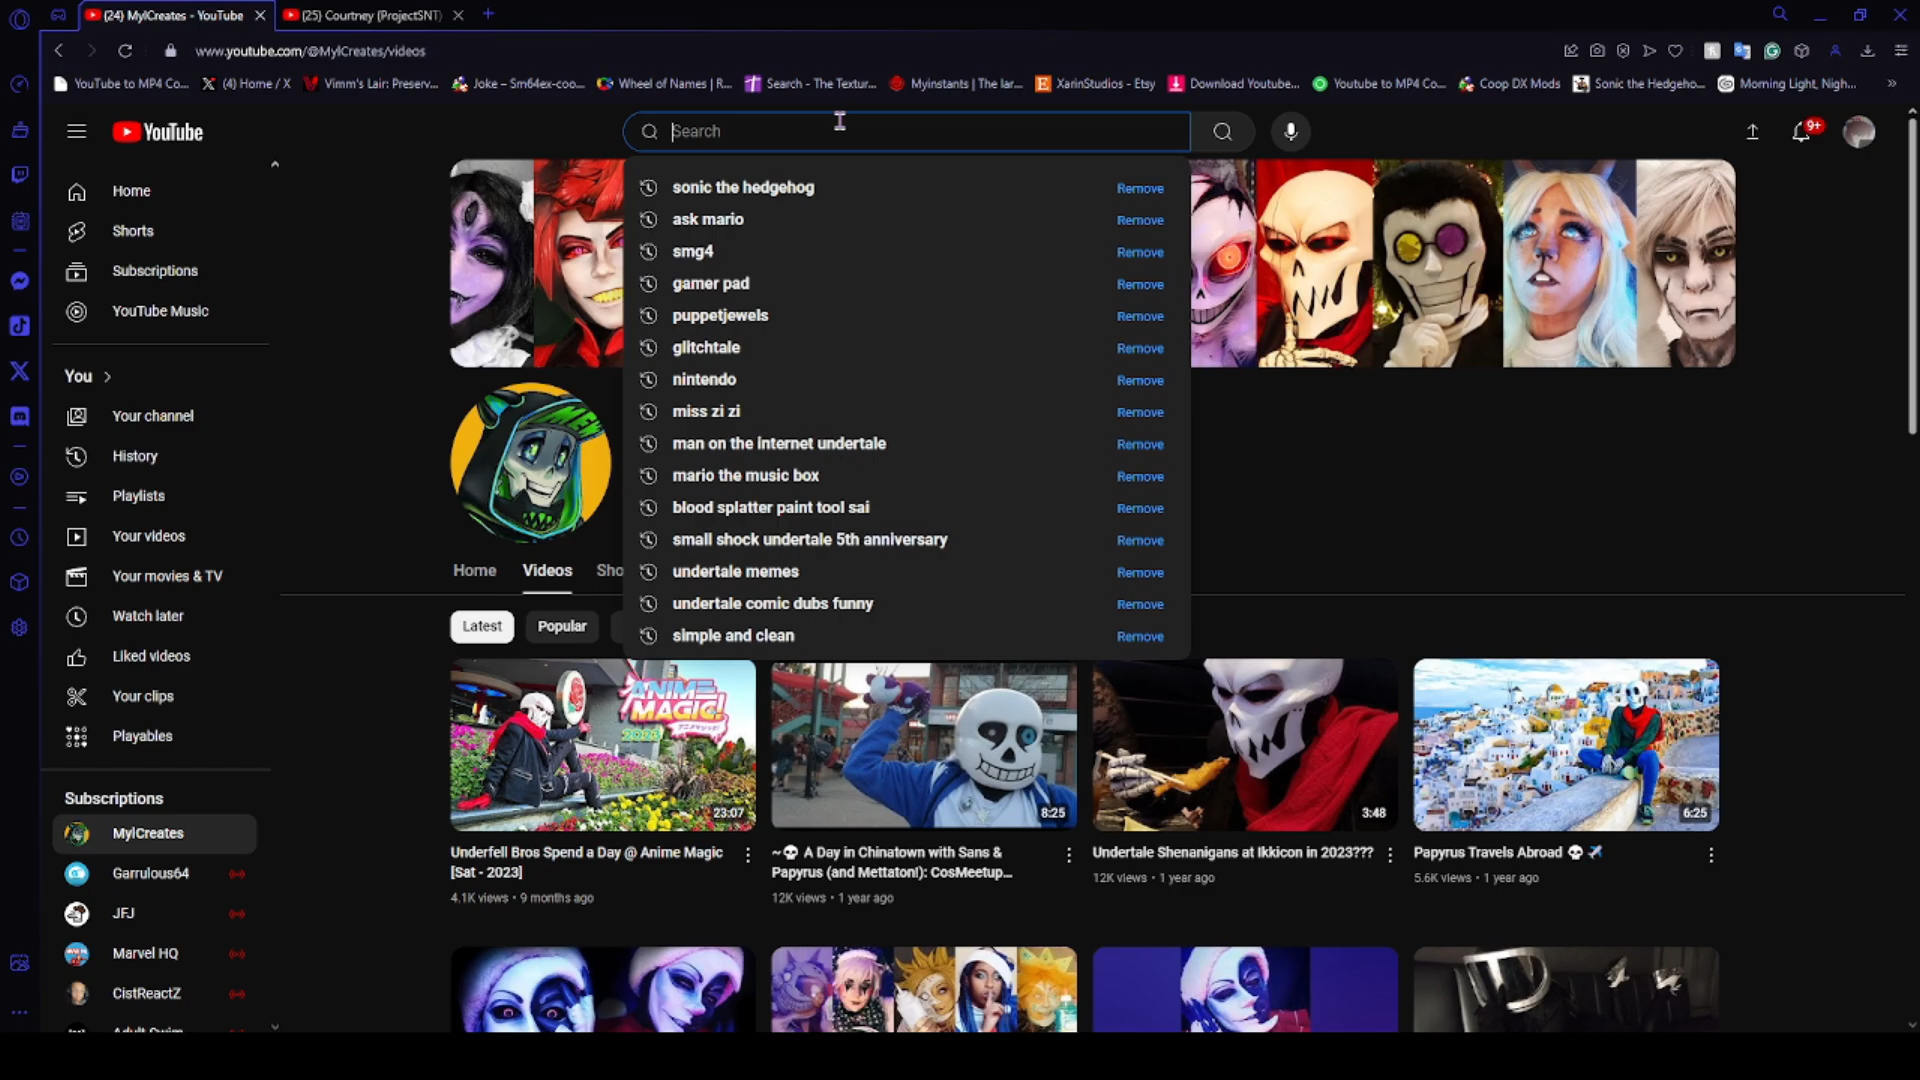 (24) MylCreates - YouTube
(25) Courtney (ProjectSNT)
www.youtube.com/@MylCreates/videos
YouTube to MP4 Co...
(4) Home / X
Vimm's Lair: Preserv...
Joke – Sm64ex-coo...
Wheel of Names | R...
Search - The Textur...
Myinstants | The lar...
XarinStudios - Etsy
Download Youtube...
Youtube to MP4 Co...
Coop DX Mods
Sonic the Hedgeho...
Morning Light, Nigh...
YouTube
Search
9+
Home
Shorts
Subscriptions
YouTube Music
You
Your channel
History
Playlists
Your videos
Your movies & TV
Watch later
Liked videos
Your clips
Playables
Subscriptions
MylCreates
Garrulous64
JFJ
Marvel HQ
CistReactZ
Adult Swim
sonic the hedgehog Remove
ask mario Remove
smg4 Remove
gamer pad Remove
puppetjewels Remove
glitchtale Remove
nintendo Remove
miss zi zi Remove
man on the internet undertale Remove
mario the music box Remove
blood splatter paint tool sai Remove
small shock undertale 5th anniversary Remove
undertale memes Remove
undertale comic dubs funny Remove
simple and clean Remove
Home Videos Sho
Latest Popular
ANIME
MAGIC!
2023
23:07
8:25
3:48
6:25
Underfell Bros Spend a Day @ Anime Magic
[Sat - 2023]
4.1K views • 9 months ago
~💀 A Day in Chinatown with Sans &
Papyrus (and Mettaton!): CosMeetup...
12K views • 1 year ago
Undertale Shenanigans at Ikkicon in 2023???
12K views • 1 year ago
Papyrus Travels Abroad 💀 ✈️
5.6K views • 1 year ago